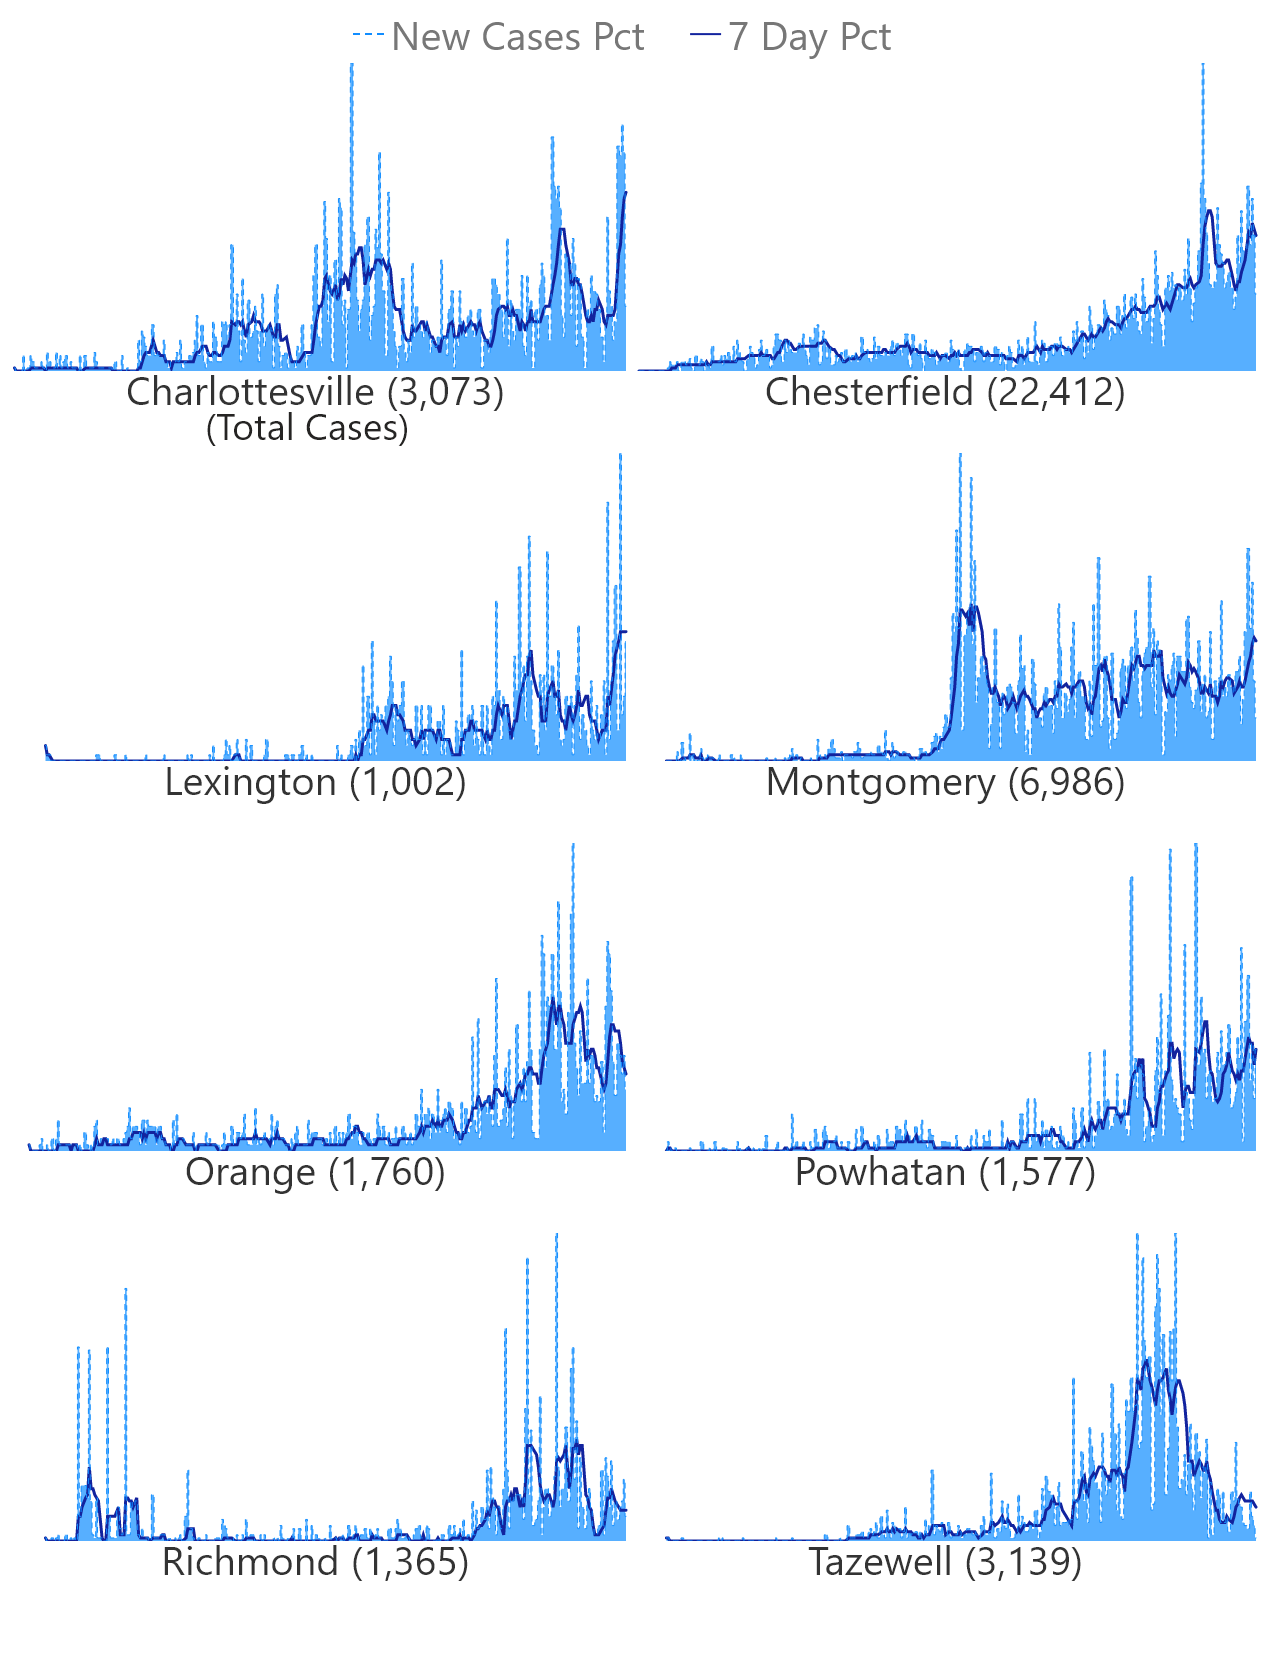 New Cases Pct 7 Day Pct
Charlottesville (3,073) Chesterfield (22,412)
(Total Cases)
Lexington (1,002) Montgomery (6,986)
Orange (1,760) Powhatan (1,577)
Richmond (1,365) Tazewell (3,139)